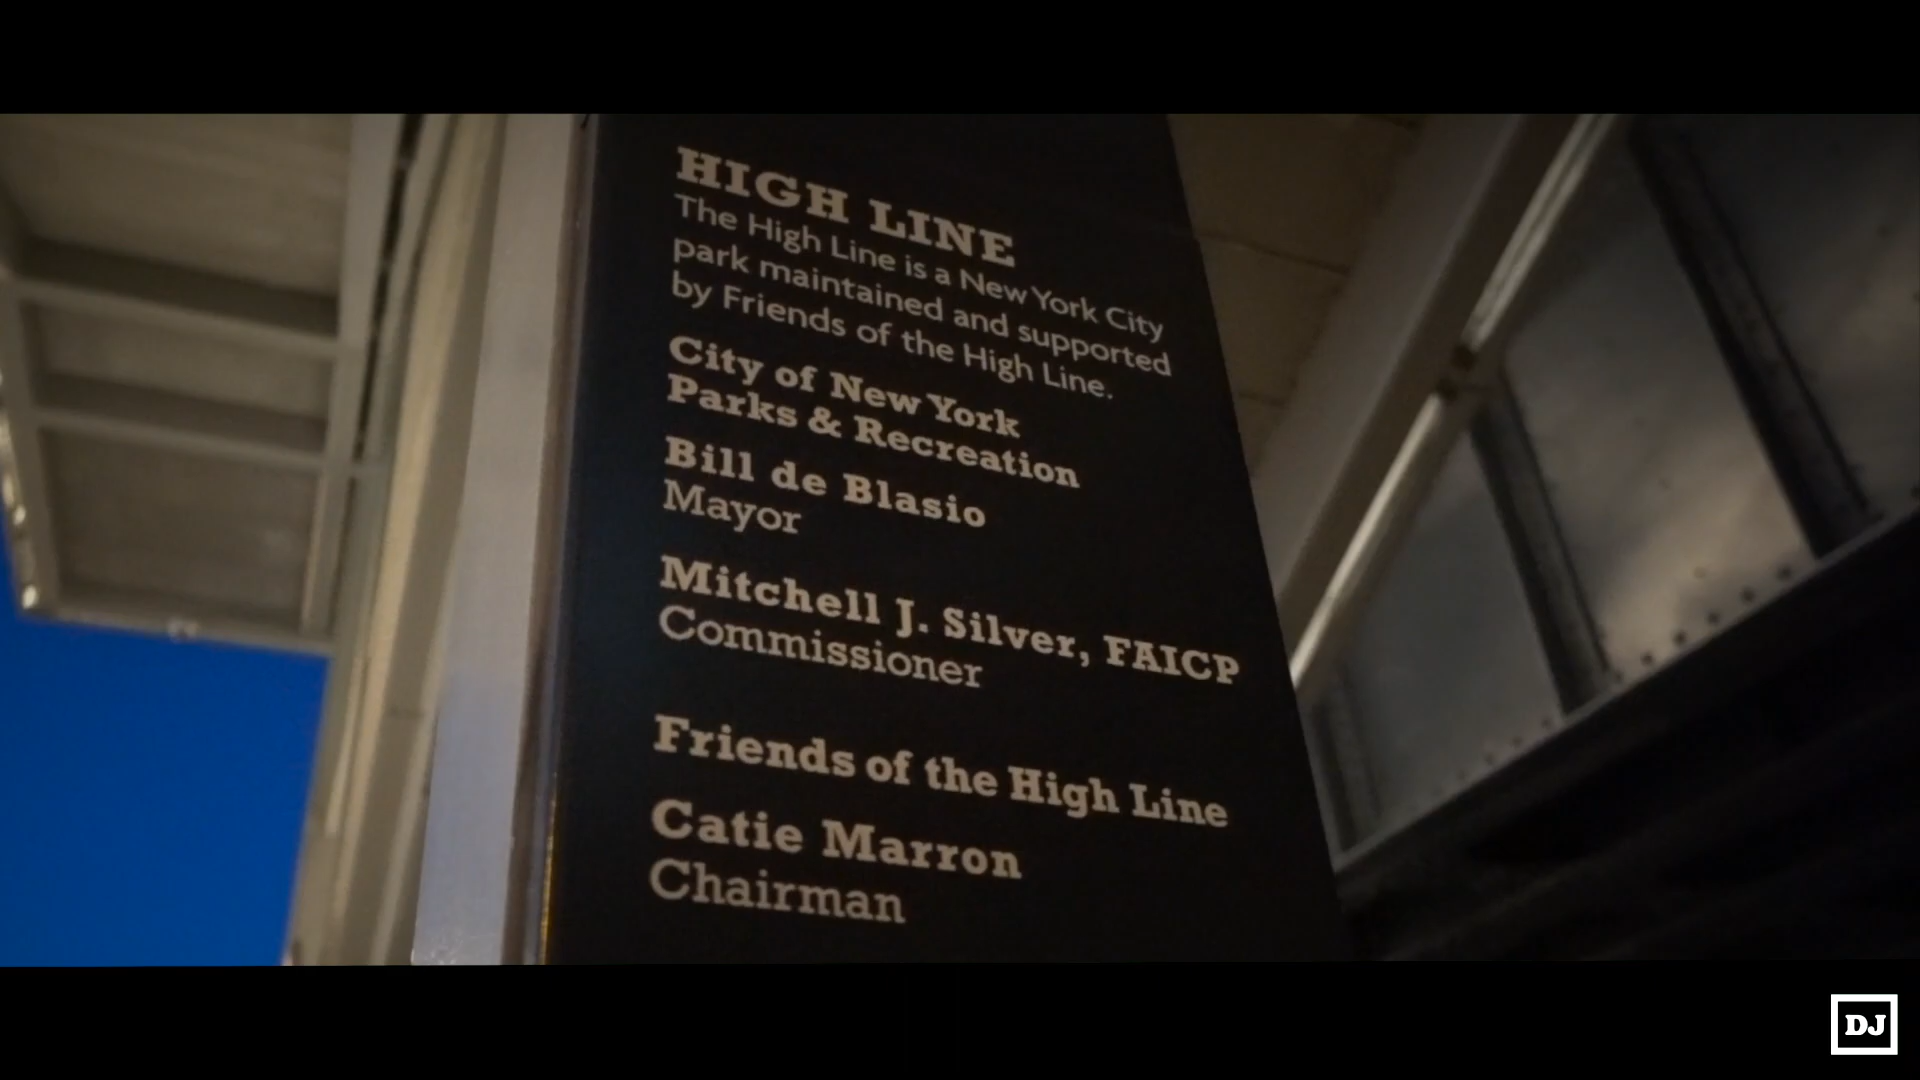 HIGH LINE
The High Line is a New York City
park maintained and supported
by Friends of the High Line.
City of New York
Parks & Recreation
Bill de Blasio
Mayor
Mitchell J. Silver, FAICP
Commissioner
Friends of the High Line
Catie Marron
Chairman
DJ